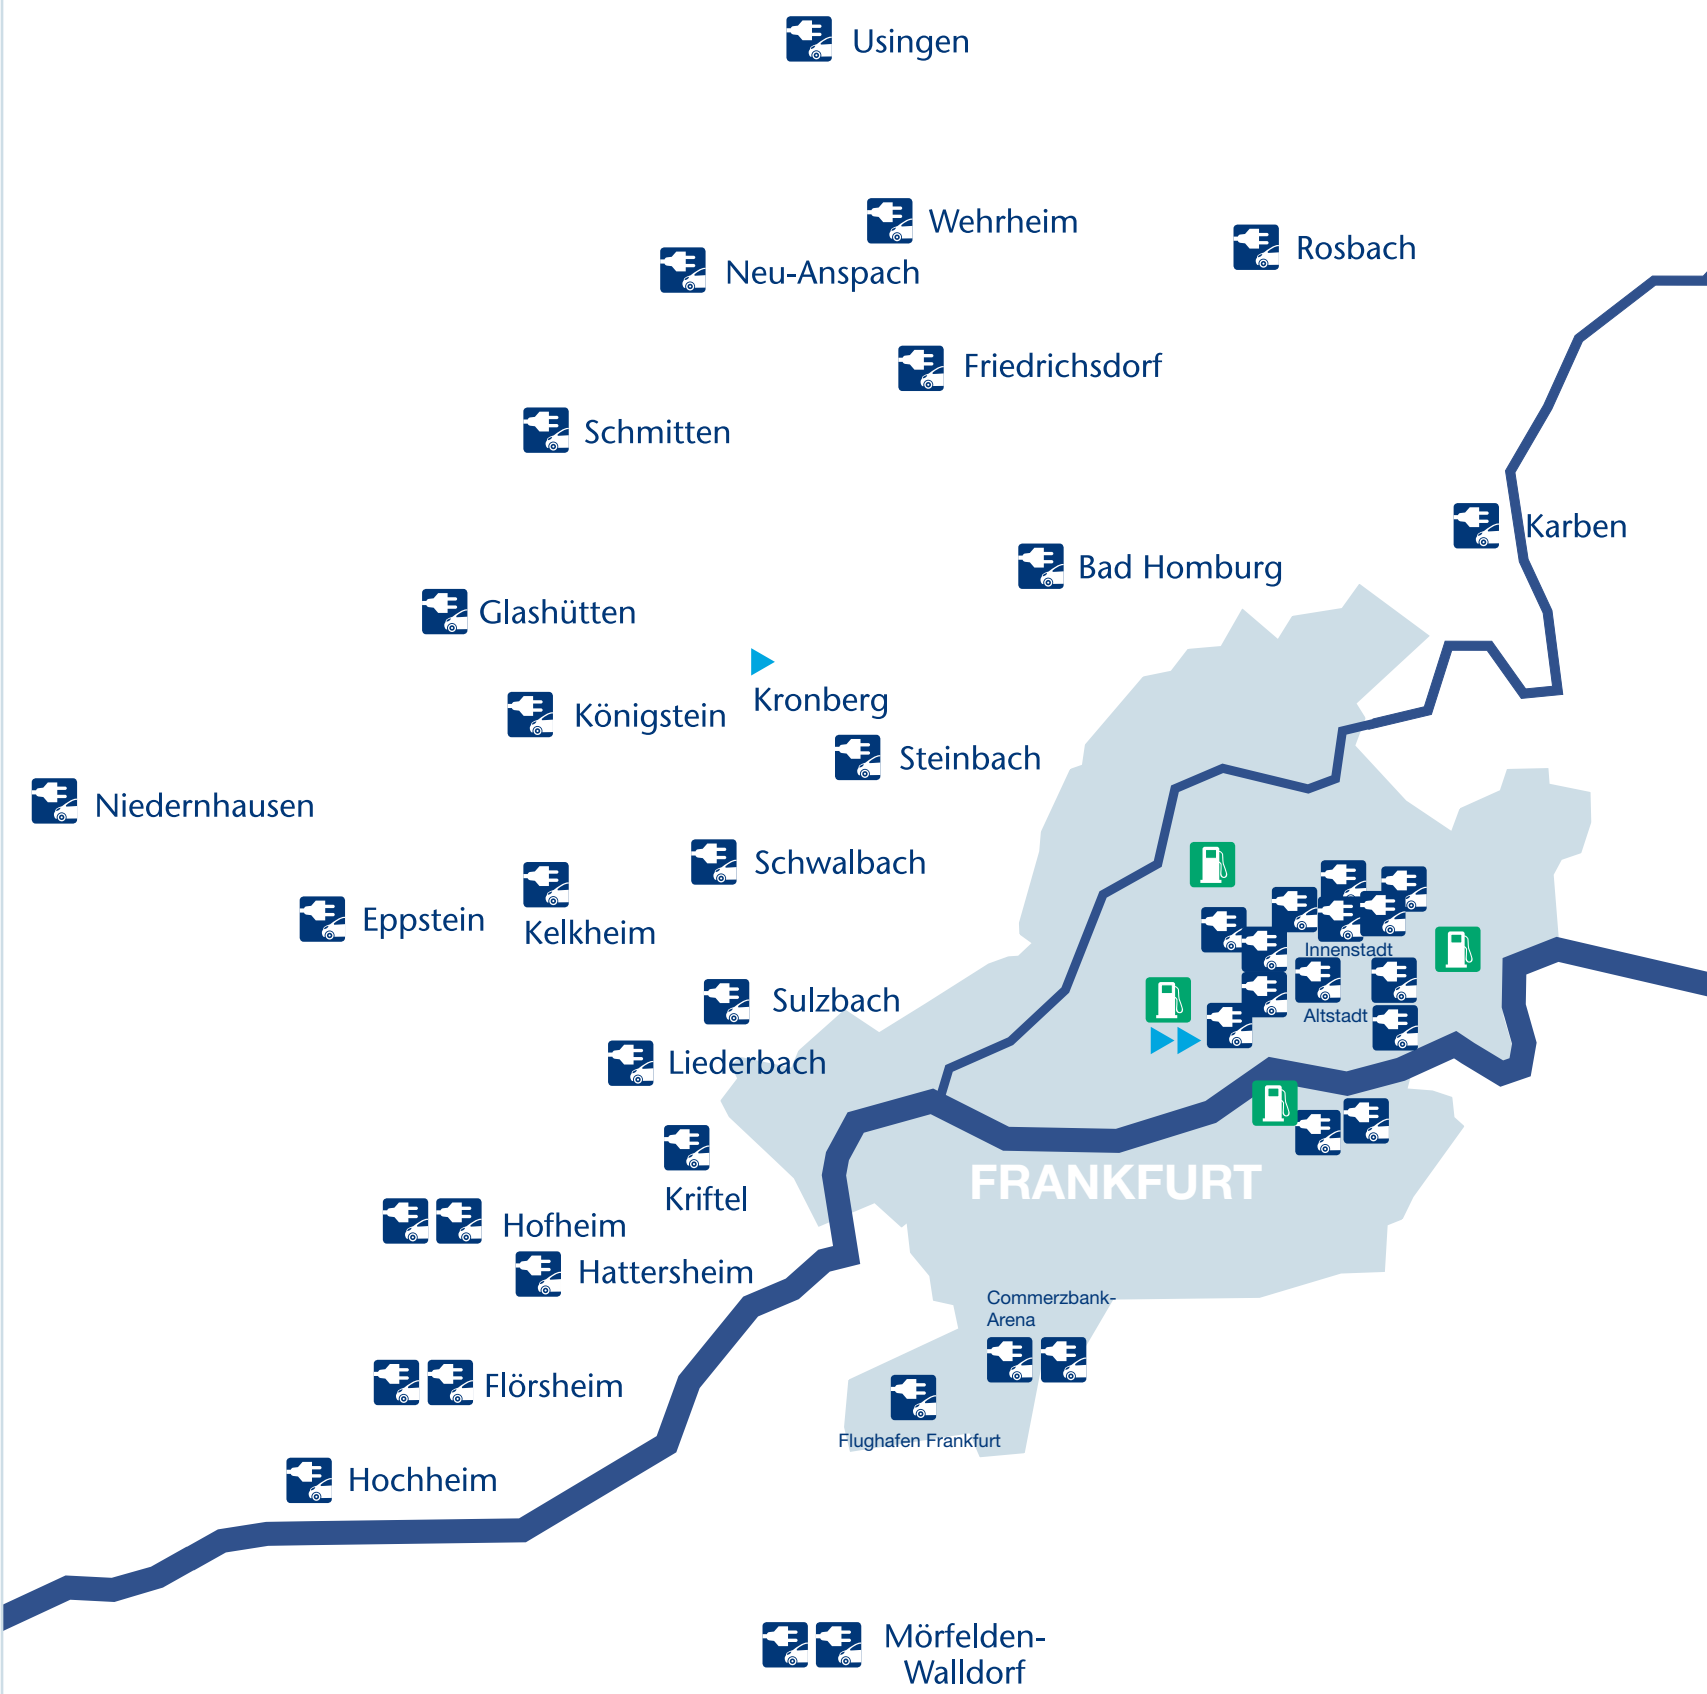 Usingen
Wehrheim
Rosbach
Neu-Anspach
Friedrichsdorf
Schmitten
Karben
Bad Homburg
Glashütten
Kronberg
Königstein
Steinbach
Niedernhausen
Schwalbach
Eppstein
Kelkheim
Innenstadt
Sulzbach
Altstadt
Liederbach
FRANKFURT
Kriftel
Hofheim
Hattersheim
Commerzbank-
Arena
Flörsheim
Flughafen Frankfurt
Hochheim
Mörfelden-
Walldorf